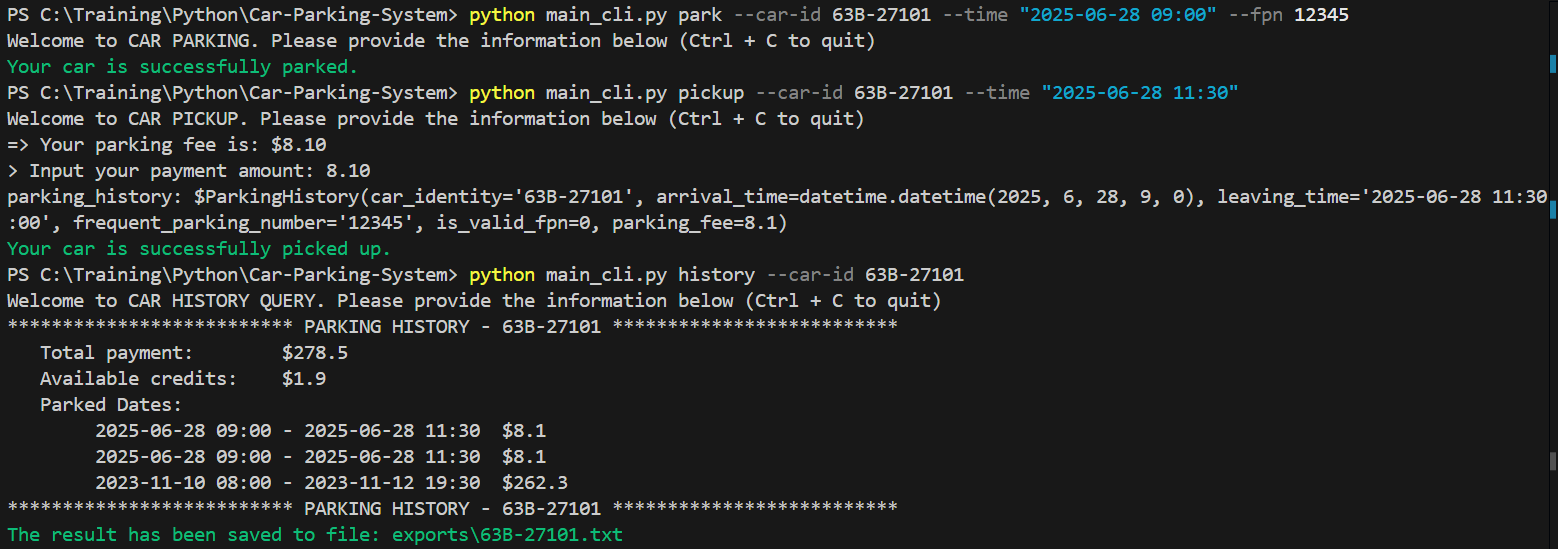 PS C:\Training\Python\Car-Parking-System> python main_cli.py park --car-id 63B-27101 --time "2025-06-28 09:00" --fpn 12345
Welcome to CAR PARKING. Please provide the information below (Ctrl + C to quit)
Your car is successfully parked.
PS C:\Training\Python\Car-Parking-System> python main_cli.py pickup --car-id 63B-27101 --time "2025-06-28 11:30"
Welcome to CAR PICKUP. Please provide the information below (Ctrl + C to quit)
=> Your parking fee is: $8.10
> Input your payment amount: 8.10
parking_history: $ParkingHistory(car_identity='63B-27101', arrival_time=datetime.datetime(2025, 6, 28, 9, 0), leaving_time='2025-06-28 11:30
:00', frequent_parking_number='12345', is_valid_fpn=0, parking_fee=8.1)
Your car is successfully picked up.
PS C:\Training\Python\Car-Parking-System> python main_cli.py history --car-id 63B-27101
Welcome to CAR HISTORY QUERY. Please provide the information below (Ctrl + C to quit)
************************** PARKING HISTORY - 63B-27101 **************************
   Total payment:        $278.5
   Available credits:    $1.9
   Parked Dates:
        2025-06-28 09:00 - 2025-06-28 11:30  $8.1
        2025-06-28 09:00 - 2025-06-28 11:30  $8.1
        2023-11-10 08:00 - 2023-11-12 19:30  $262.3
************************** PARKING HISTORY - 63B-27101 **************************
The result has been saved to file: exports\63B-27101.txt